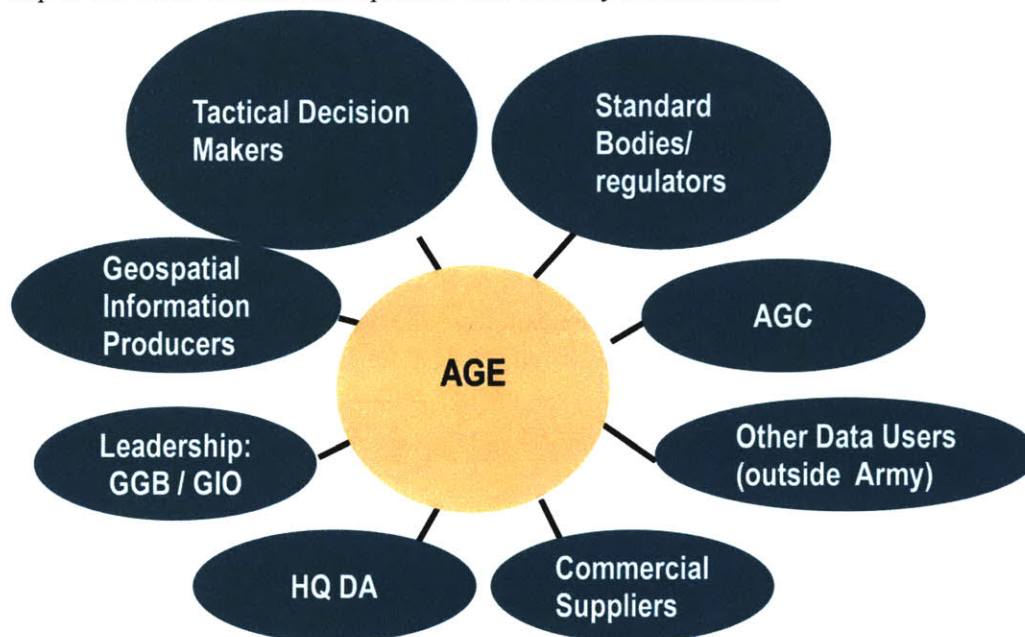 Tactical Decision
Makers
Standard
Bodies/
regulators
Geospatial
Information
Producers
AGE
AGC
Leadership:
GGB / GIO
Other Data Users
(outside Army)
HQ DA
Commercial
Suppliers